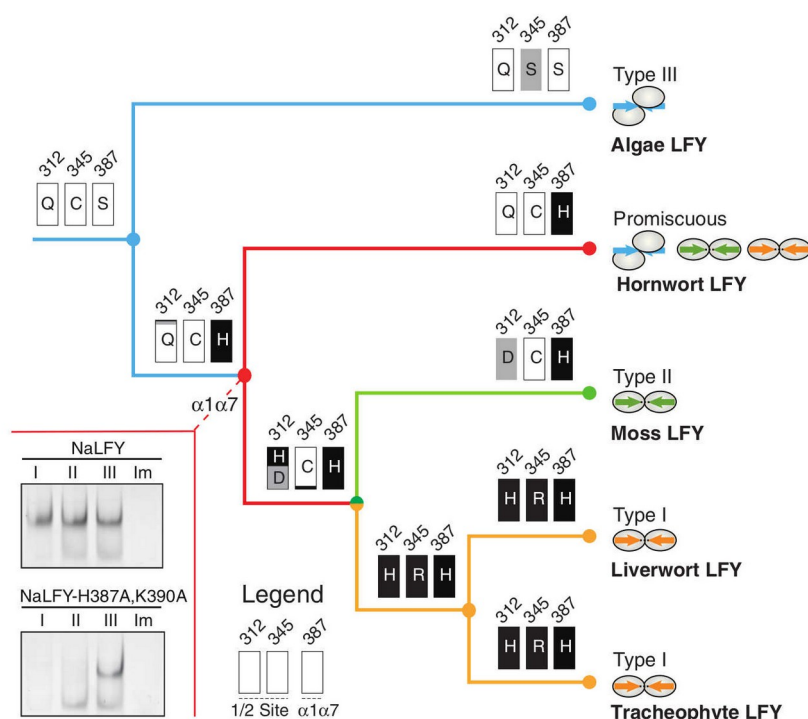 312 345 387
Q S S
Type III
Algae LFY
312 345 387
Q C S
312 345 387
Q C H
Promiscuous
Hornwort LFY
312 345 387
Q C H
α1α7
312 345 387
D C H
Type II
Moss LFY
312 345 387
H
D C H
312 345 387
H R H
Type I
Liverwort LFY
312 345 387
H R H
312 345 387
H R H
Type I
Tracheophyte LFY
NaLFY
I II III Im
NaLFY-H387A,K390A
I II III Im
Legend
312 345 387
1/2 Site α1α7